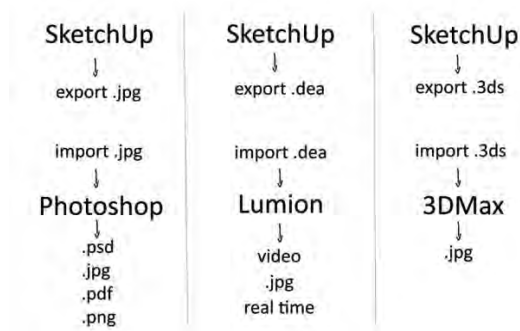 SketchUp
export .jpg
import .jpg
Photoshop
.psd
.jpg
.pdf
.png
SketchUp
export .dea
import .dea
Lumion
video
.jpg
real time
SketchUp
export .3ds
import .3ds
3DMax
.jpg